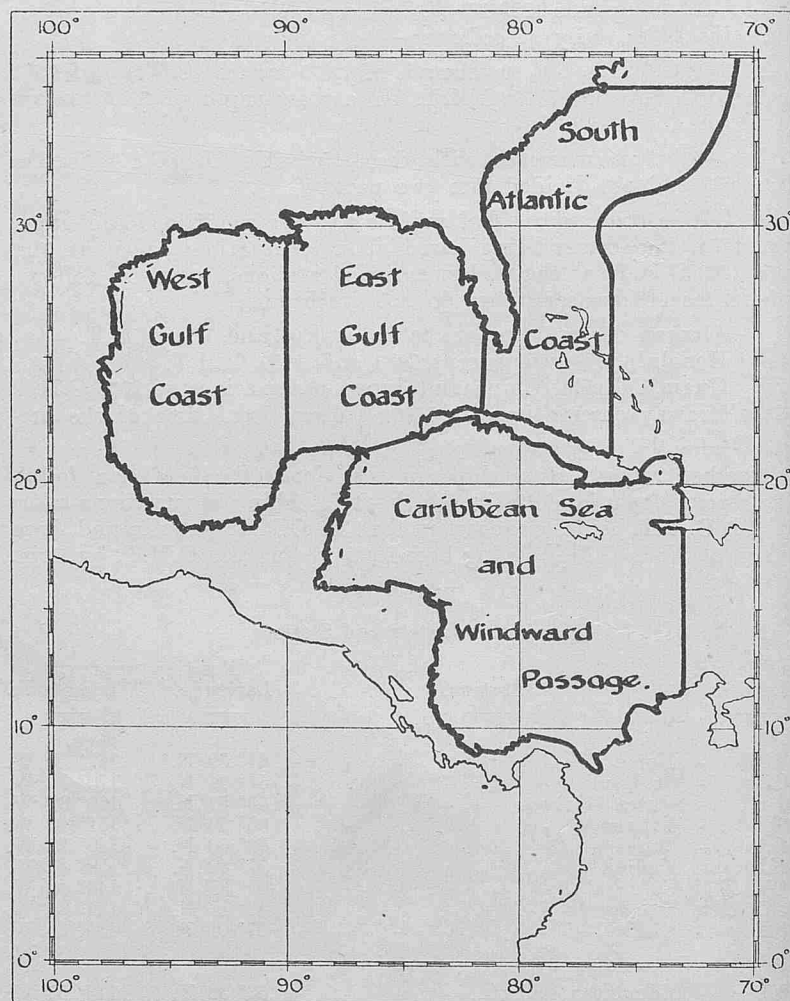 100° 90° 80° 70°
South
Atlantic
30° 30°
West East
Gulf Gulf Coast
Coast Coast
20° 20°
Caribbean Sea
and
Windward
Passage.
10° 10°
0° 0°
100° 90° 80° 70°